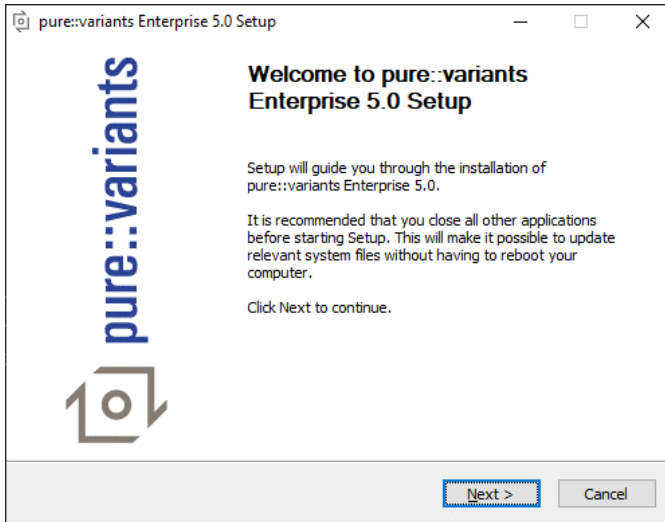 pure::variants Enterprise 5.0 Setup
pure::variants
Welcome to pure::variants
Enterprise 5.0 Setup
Setup will guide you through the installation of
pure::variants Enterprise 5.0.
It is recommended that you close all other applications
before starting Setup. This will make it possible to update
relevant system files without having to reboot your
computer.
Click Next to continue.
Next >
Cancel